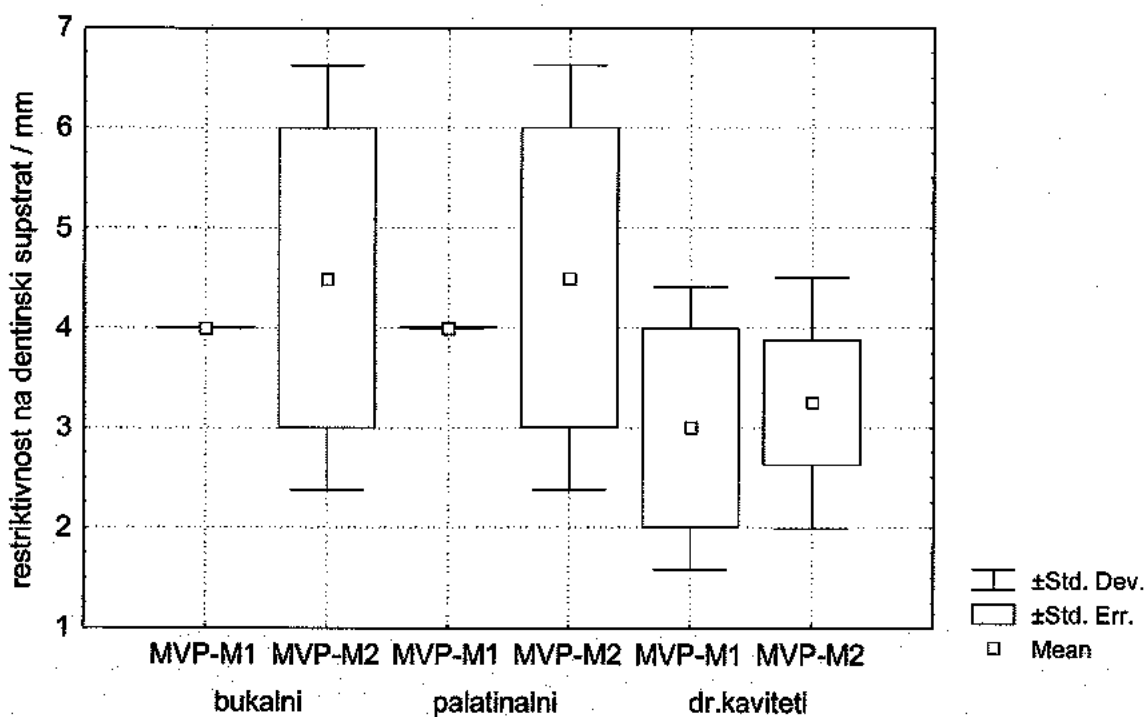 restriktivnost na dentinski supstrat / mm
7
6
5
4
3
2
1
MVP-M1 MVP-M2 MVP-M1 MVP-M2 MVP-M1 MVP-M2
bukalni palatinalni dr.kaviteti
±Std. Dev.
±Std. Err.
Mean